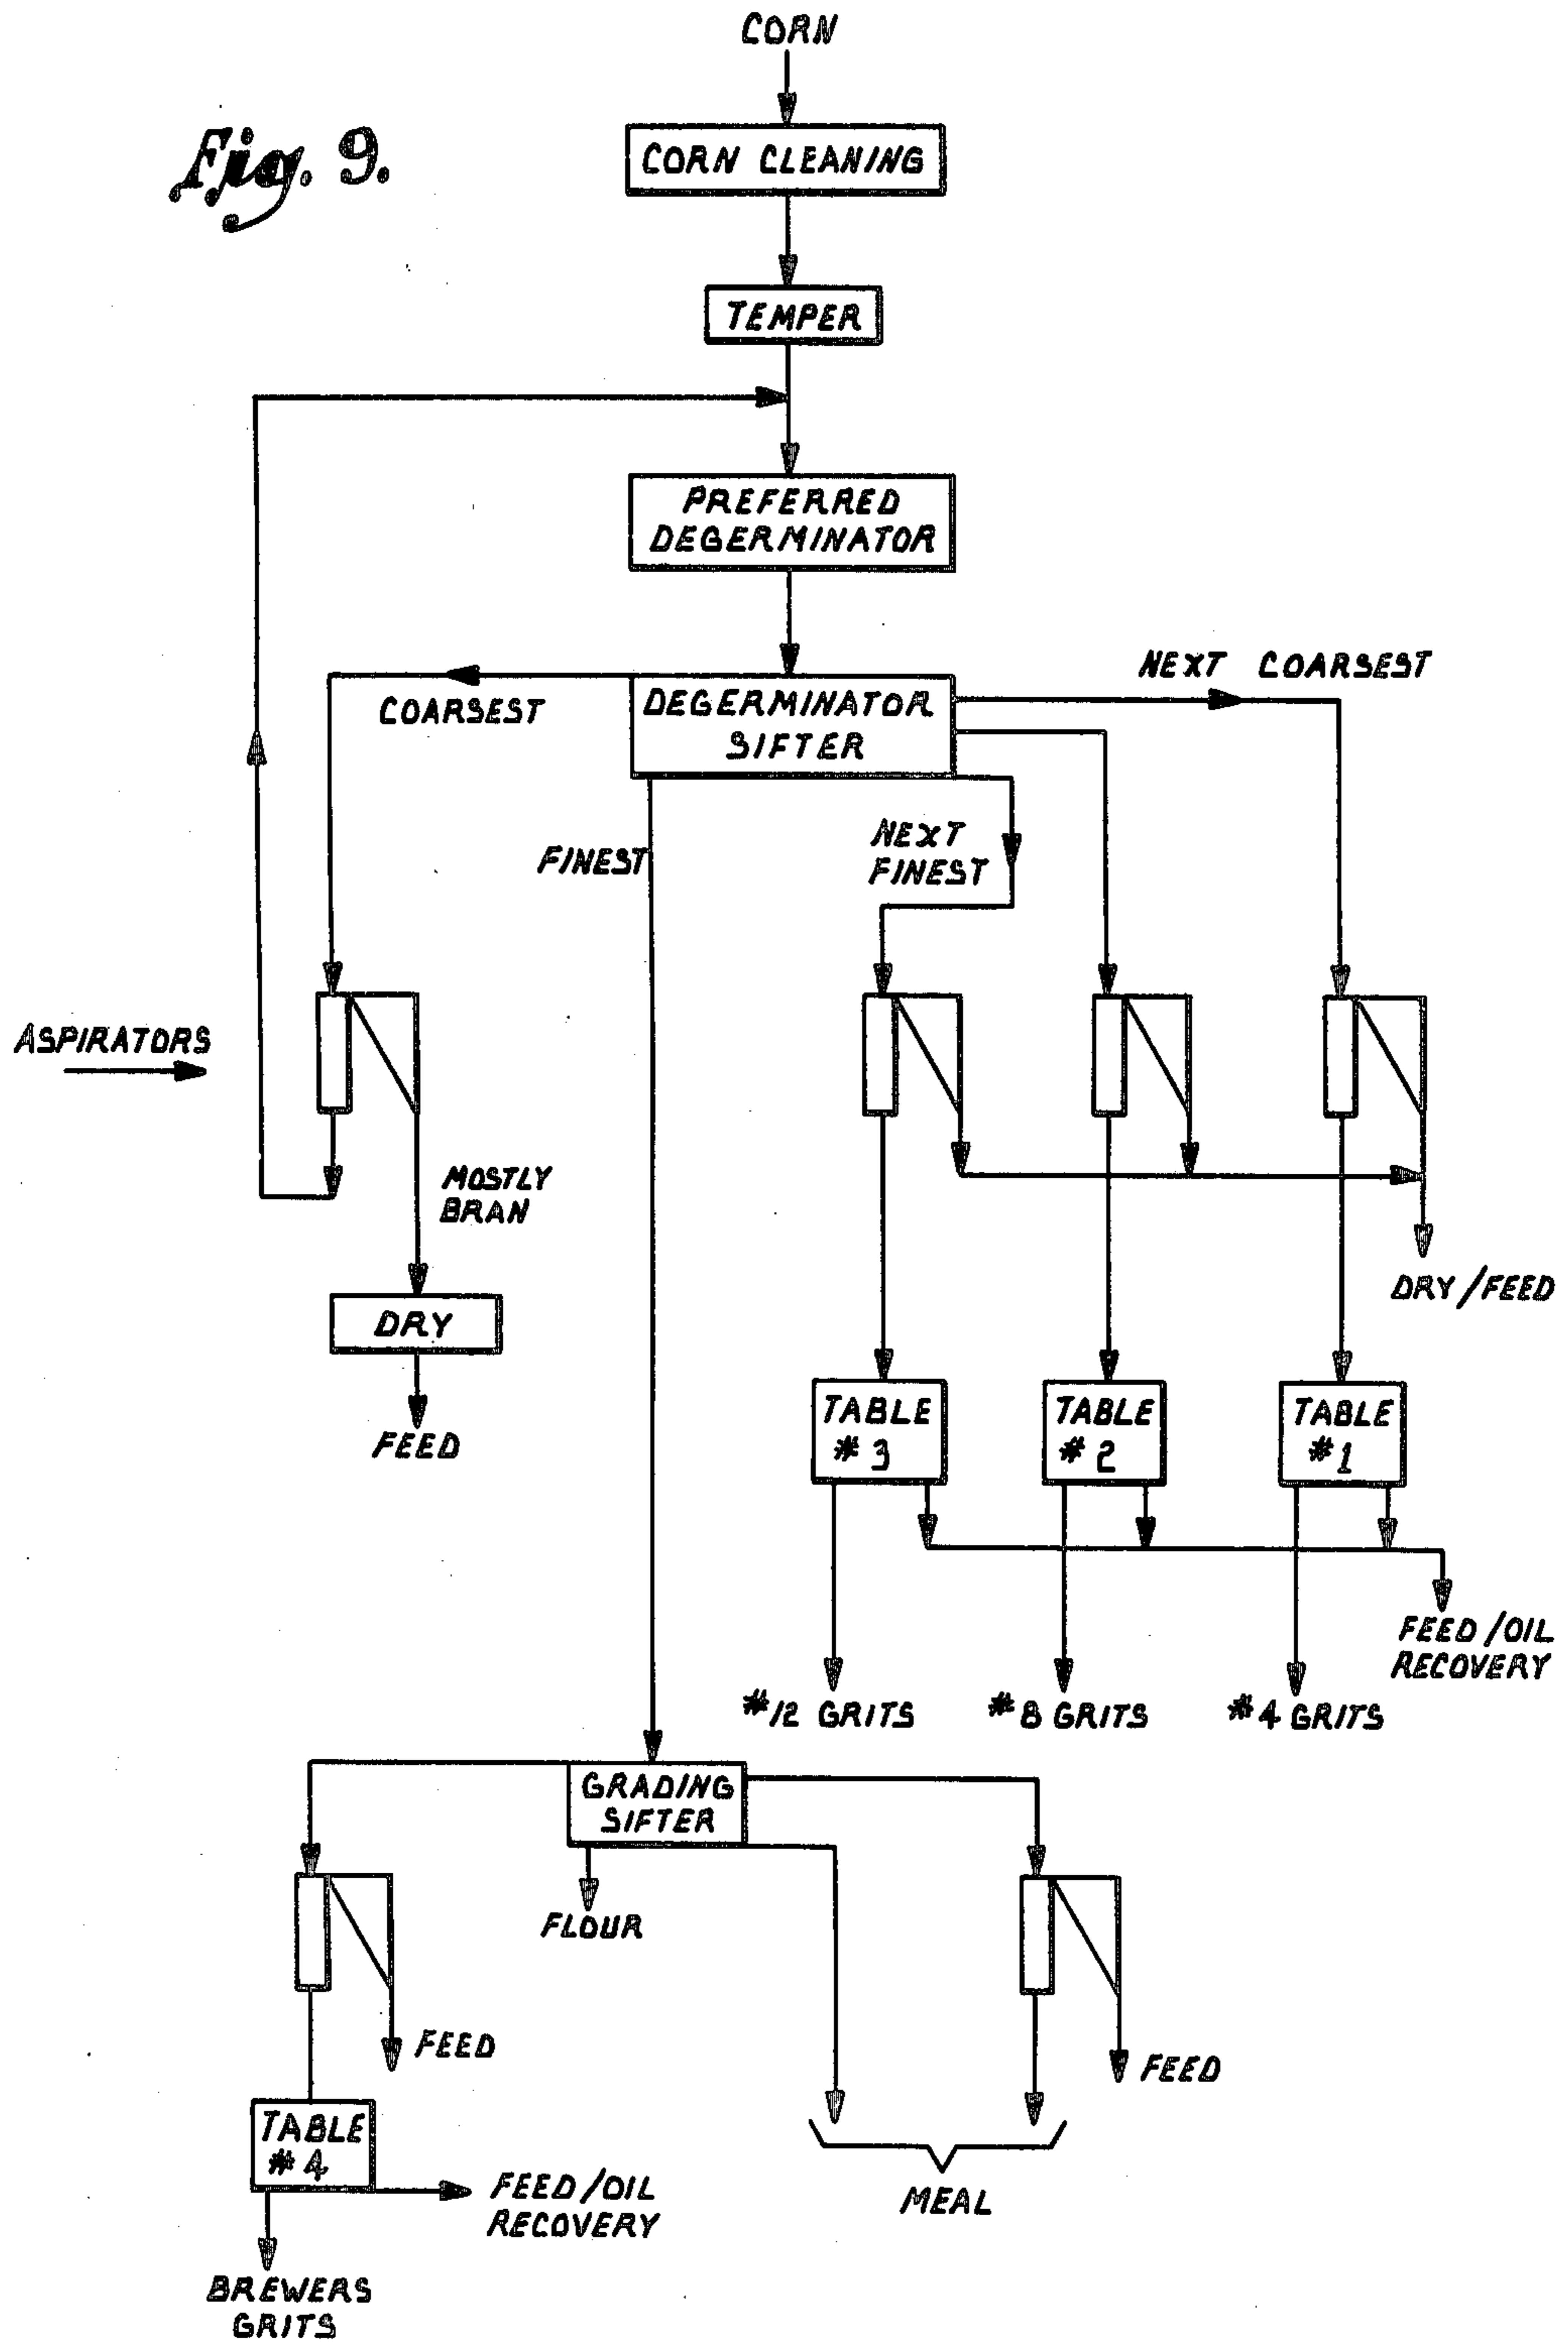 CORN
Fig. 9.
CORN CLEANING
TEMPER
PREFERRED
DEGERMINATOR
NEXT COARSEST
COARSEST
DEGERMINATOR
SIFTER
NEXT
FINEST
FINEST
ASPIRATORS
MOSTLY
BRAN
DRY/FEED
DRY
FEED
TABLE
#3
TABLE
#2
TABLE
#1
FEED/OIL
RECOVERY
#12 GRITS
#8 GRITS
#4 GRITS
GRADING
SIFTER
FLOUR
FEED
FEED
TABLE
#4
FEED/OIL
RECOVERY
MEAL
BREWERS
GRITS